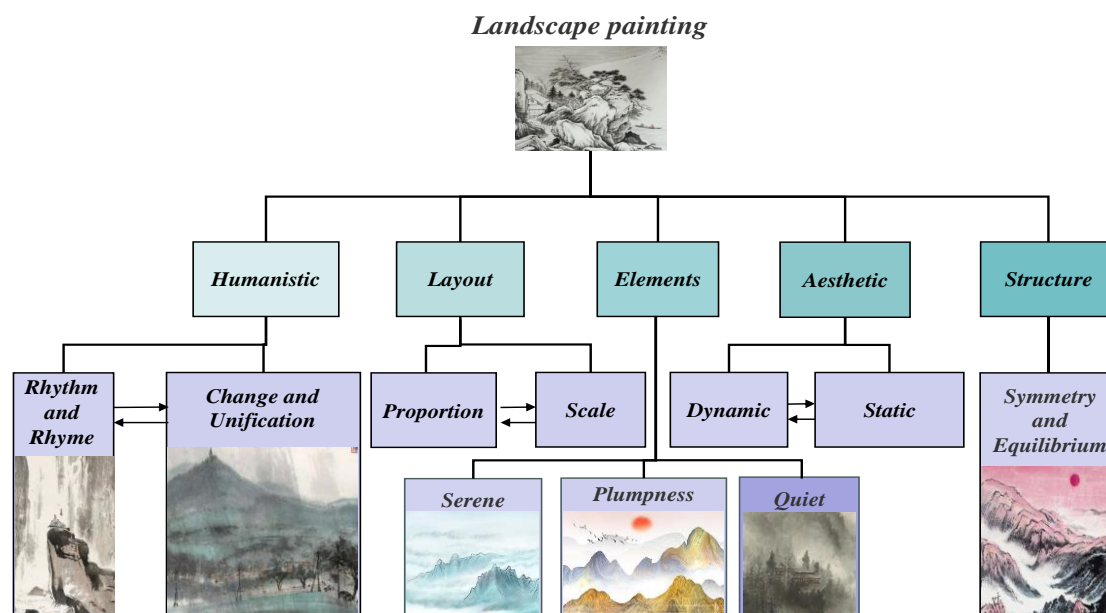 Landscape painting
Humanistic
Layout
Elements
Aesthetic
Structure
Rhythm
and
Rhyme
Change and
Unification
Proportion
Scale
Dynamic
Static
Symmetry
and
Equilibrium
Serene
Plumpness
Quiet